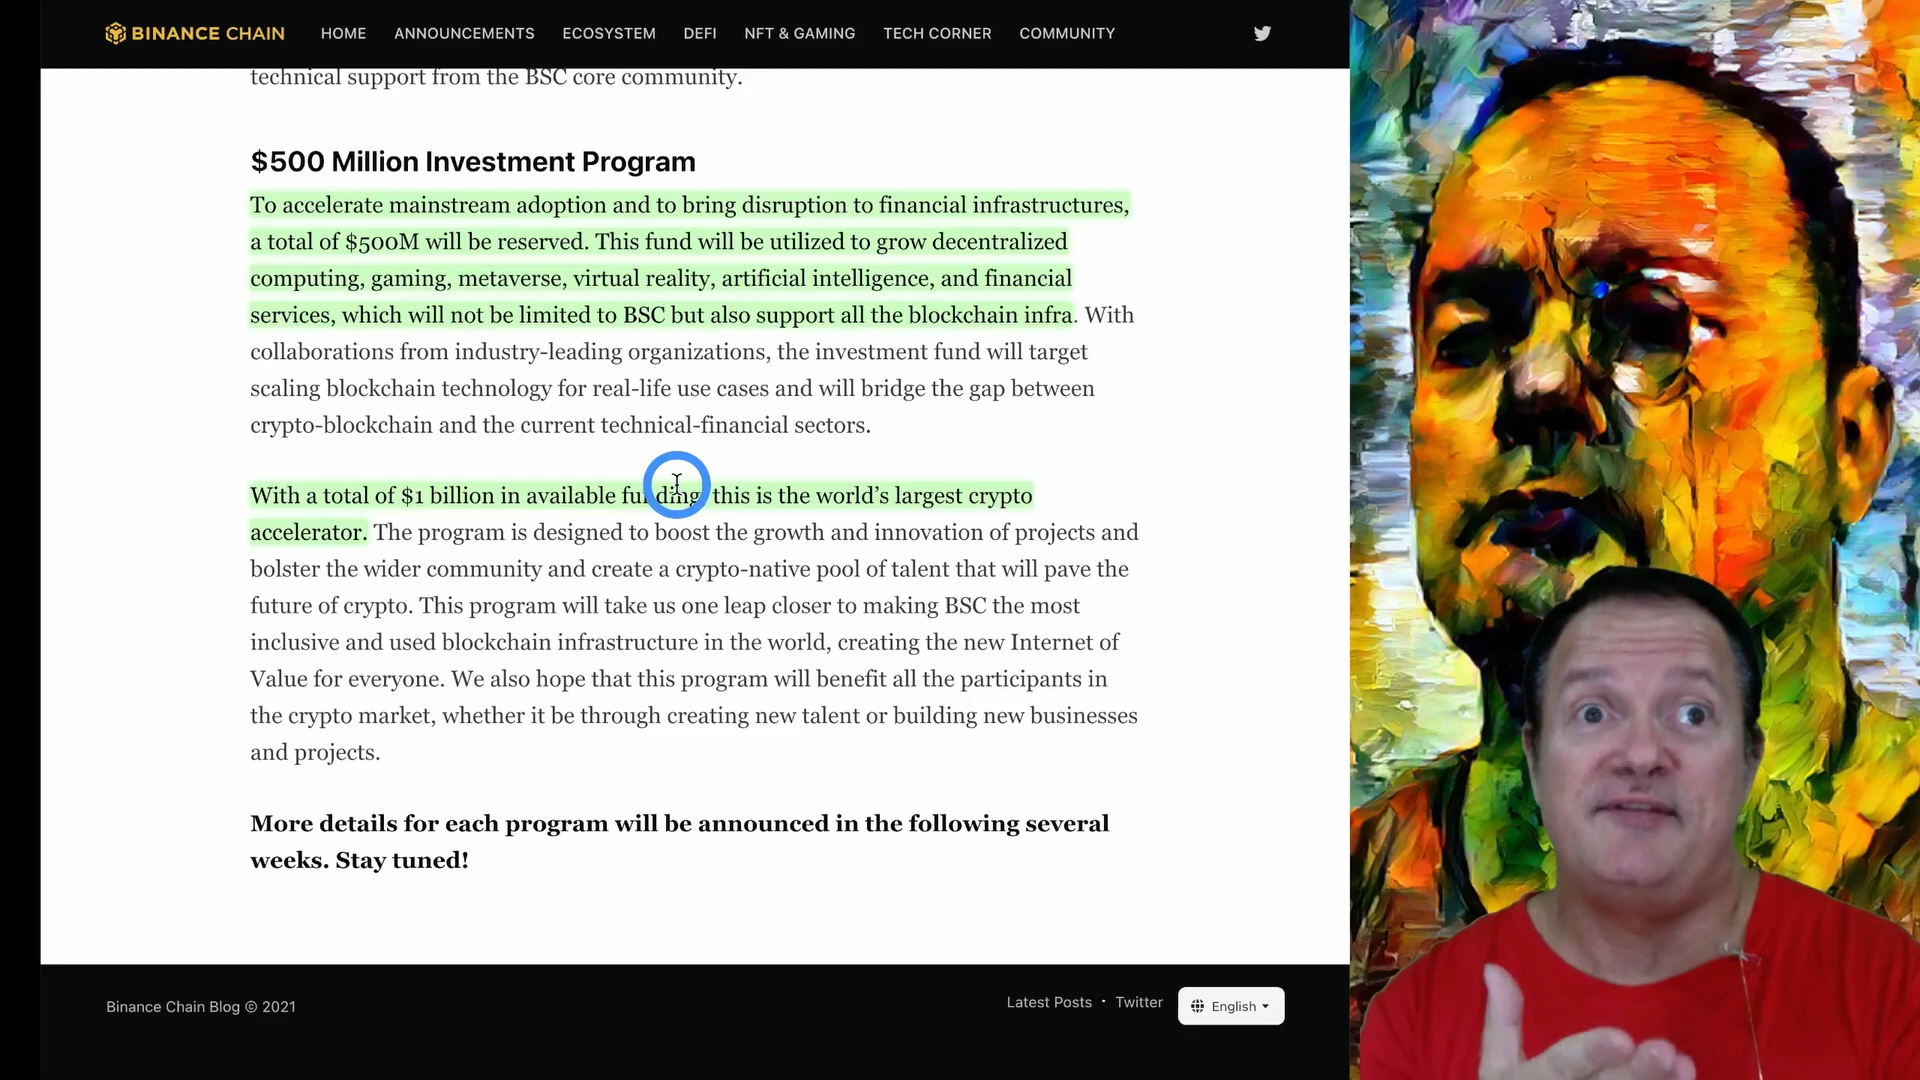 BINANCE CHAIN HOME ANNOUNCEMENTS ECOSYSTEM DEFI NFT & GAMING TECH CORNER COMMUNITY
technical support from the BSC core community.
$500 Million Investment Program
To accelerate mainstream adoption and to bring disruption to financial infrastructures,
a total of $500M will be reserved. This fund will be utilized to grow decentralized
computing, gaming, metaverse, virtual reality, artificial intelligence, and financial
services, which will not be limited to BSC but also support all the blockchain infra. With
collaborations from industry-leading organizations, the investment fund will target
scaling blockchain technology for real-life use cases and will bridge the gap between
crypto-blockchain and the current technical-financial sectors.
With a total of $1 billion in available funding, this is the world’s largest crypto
accelerator. The program is designed to boost the growth and innovation of projects and
bolster the wider community and create a crypto-native pool of talent that will pave the
future of crypto. This program will take us one leap closer to making BSC the most
inclusive and used blockchain infrastructure in the world, creating the new Internet of
Value for everyone. We also hope that this program will benefit all the participants in
the crypto market, whether it be through creating new talent or building new businesses
and projects.
More details for each program will be announced in the following several
weeks. Stay tuned!
Binance Chain Blog © 2021 Latest Posts • Twitter English